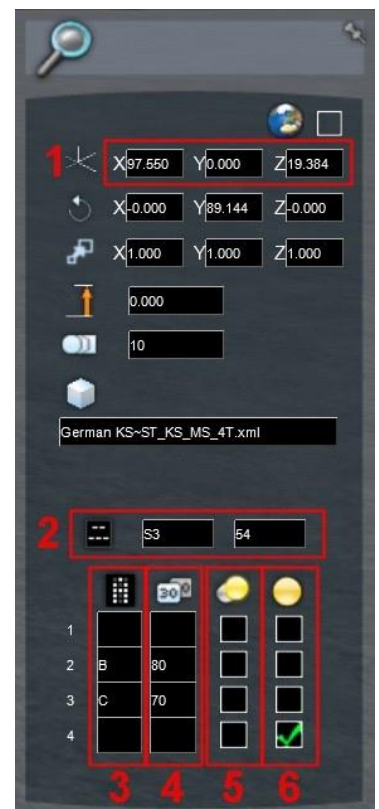 1 X 97.550 Y 0.000 Z 19.384
X -0.000 Y 89.144 Z -0.000
X 1.000 Y 1.000 Z 1.000
0.000
10
German KS~ST_KS_MS_4T.xml
2 S3 54
30 0
1
2 B 80
3 C 70
4
3 4 5 6